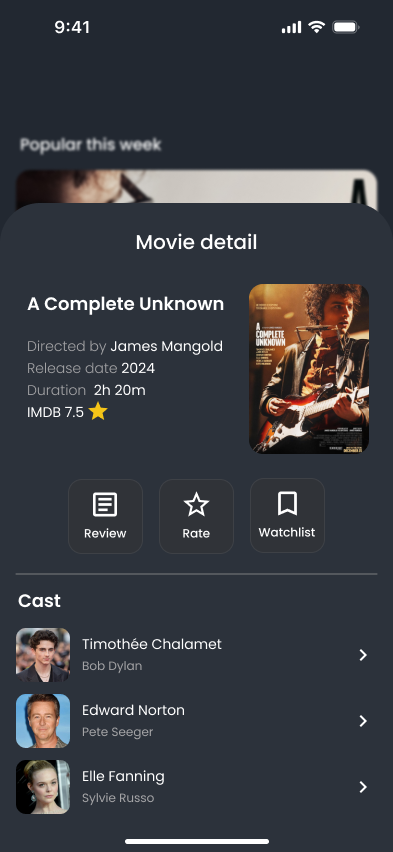 9:41
Popular this week
Movie detail
A Complete Unknown
Directed by James Mangold
Release date 2024
Duration 2h 20m
IMDB 7.5
A
COMPLETE
UNKNOWN
Review
Rate
Watchlist
Cast
Timothée Chalamet
Bob Dylan
Edward Norton
Pete Seeger
Elle Fanning
Sylvie Russo